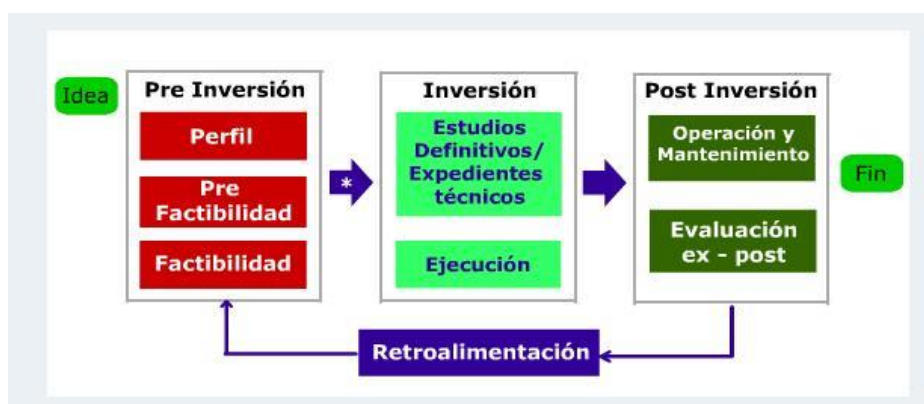 Idea
Pre Inversión
Perfil
Pre
Factibilidad
Factibilidad
*
Inversión
Estudios
Definitivos/
Expedientes
técnicos
Ejecución
Post Inversión
Operación y
Mantenimiento
Evaluación
ex - post
Fin
Retroalimentación